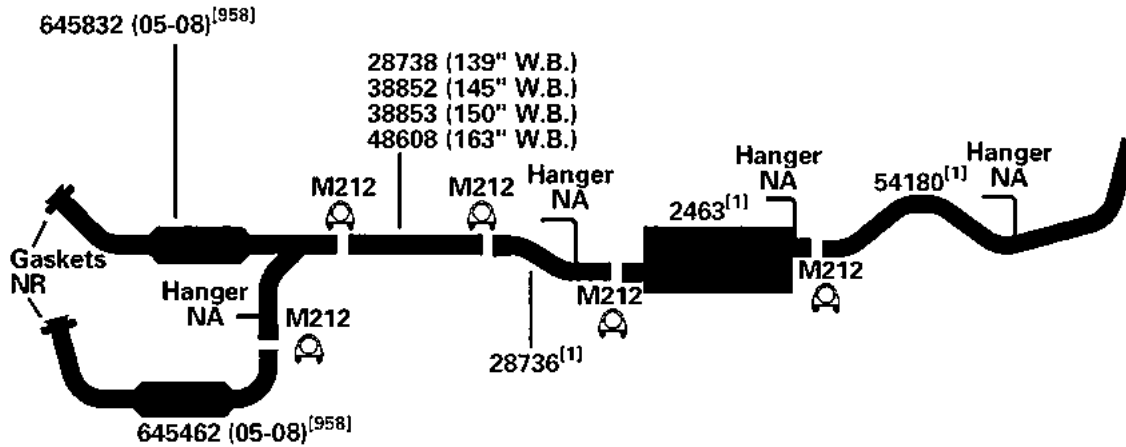 645832 (05-08)[958]
28738 (139" W.B.)
38852 (145" W.B.)
38853 (150" W.B.)
48608 (163" W.B.)
Hanger
NA
Hanger
NA
Hanger
NA
M212
M212
2463[1]
54180[1]
Gaskets
NR
Hanger
NA
M212
M212
M212
28736[1]
645462 (05-08)[958]